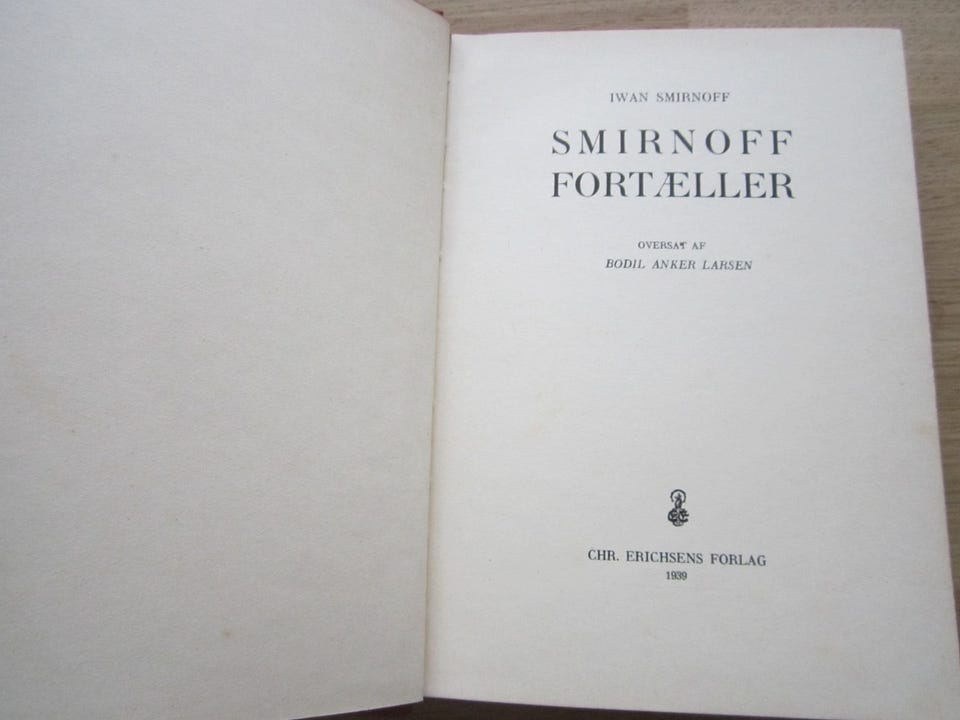 IWAN SMIRNOFF
SMIRNOFF
FORTÆLLER
OVERSAT AF
BODIL ANKER LARSEN
CHR. ERICHSENS FORLAG
1939